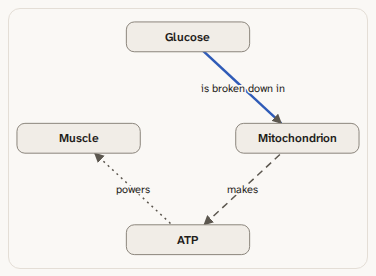 Glucose
is broken down in
Muscle
Mitochondrion
powers
makes
ATP